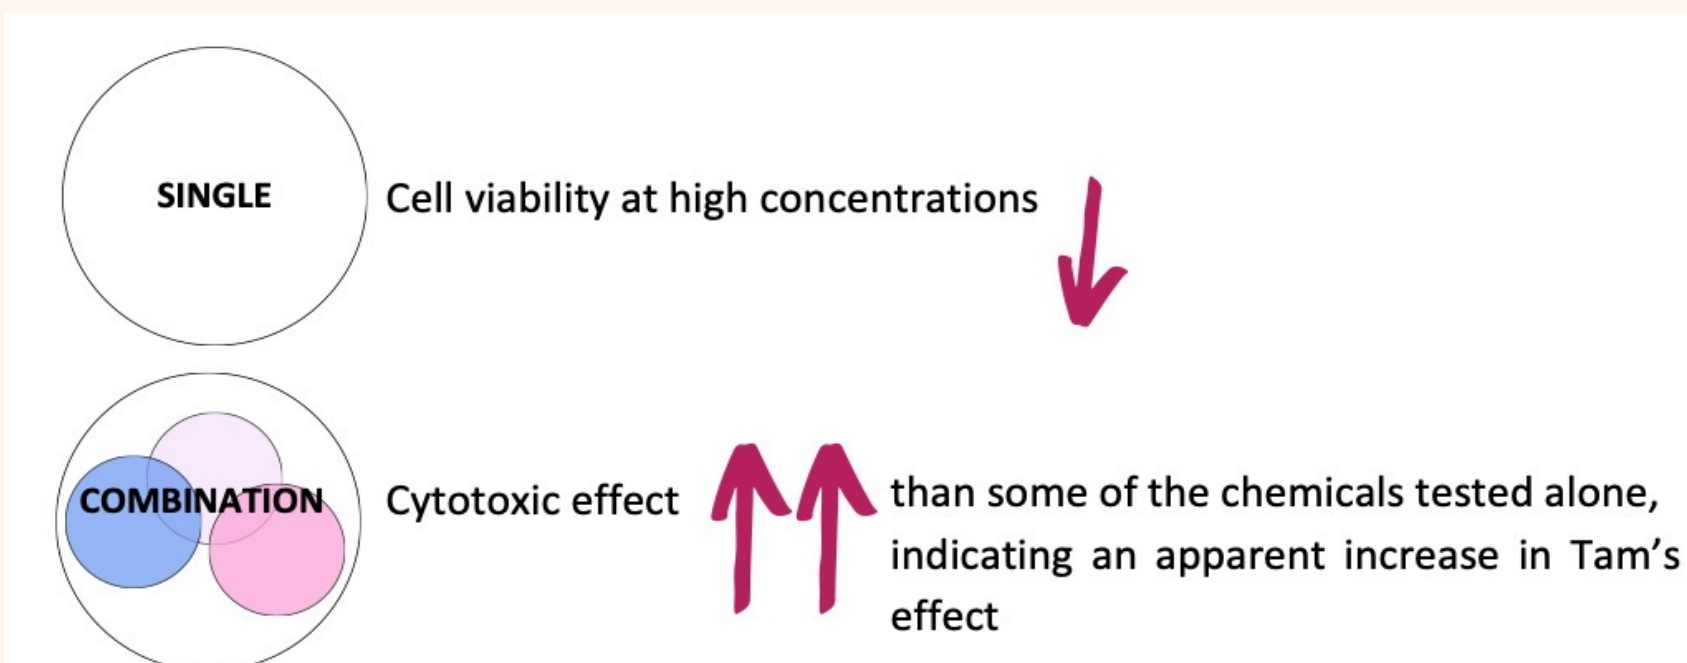 SINGLE
Cell viability at high concentrations
COMBINATION
Cytotoxic effect
than some of the chemicals tested alone,
indicating an apparent increase in Tam’s
effect